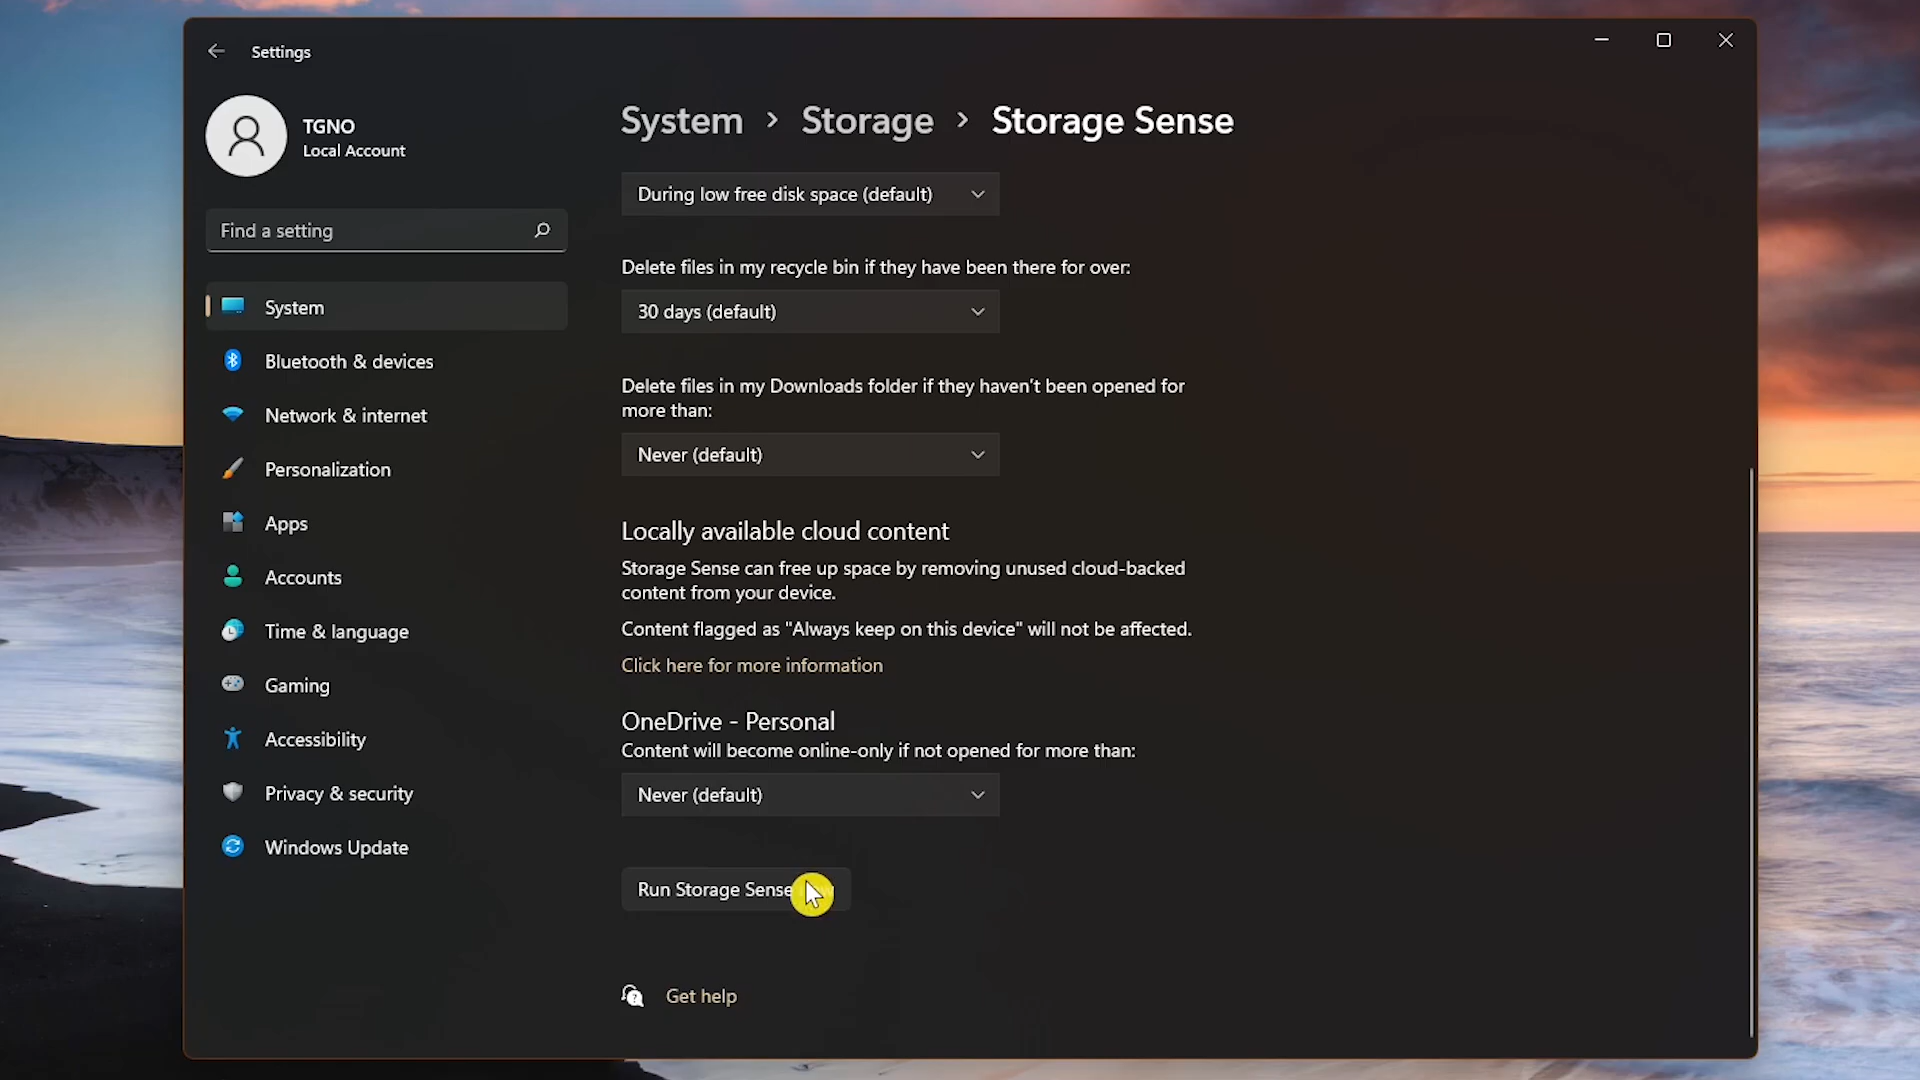 Settings
TGNO
Local Account
Find a setting
System
Bluetooth & devices
Network & internet
Personalization
Apps
Accounts
Time & language
Gaming
Accessibility
Privacy & security
Windows Update
System > Storage > Storage Sense
During low free disk space (default)
Delete files in my recycle bin if they have been there for over:
30 days (default)
Delete files in my Downloads folder if they haven't been opened for
more than:
Never (default)
Locally available cloud content
Storage Sense can free up space by removing unused cloud-backed
content from your device.
Content flagged as "Always keep on this device" will not be affected.
Click here for more information
OneDrive - Personal
Content will become online-only if not opened for more than:
Never (default)
Run Storage Sense
Get help